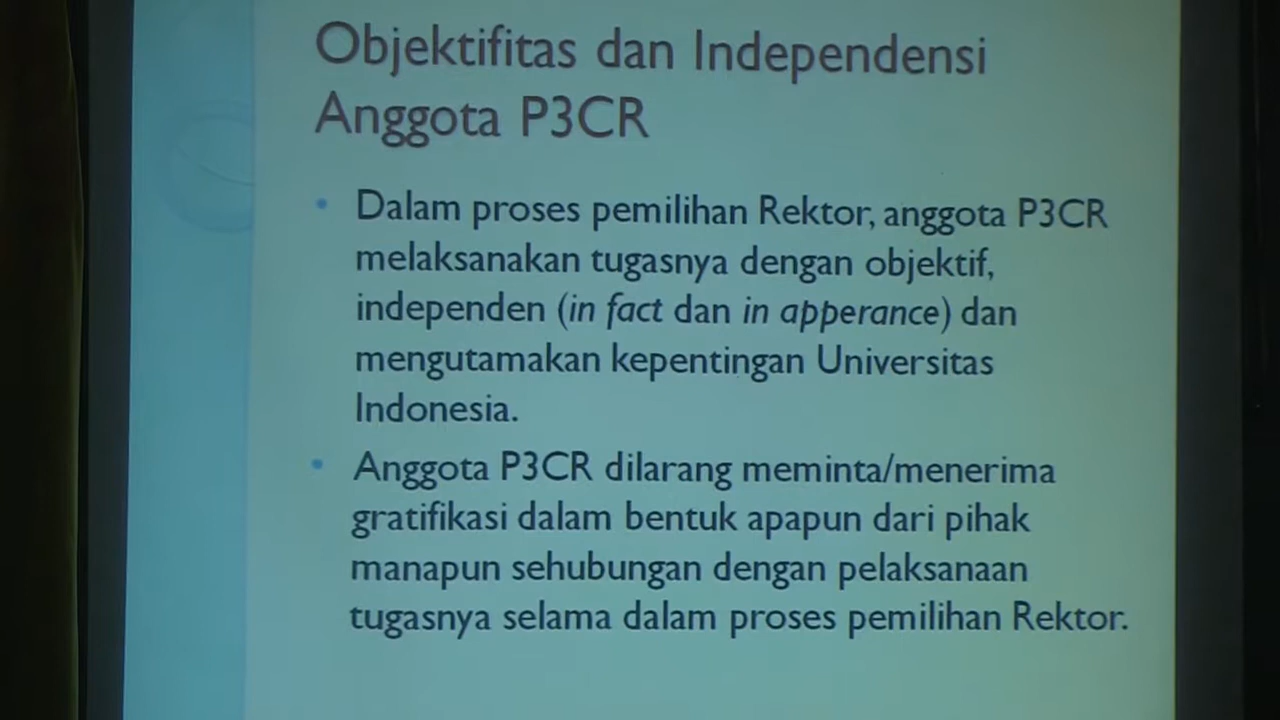 Objektifitas dan Independensi
Anggota P3CR
• Dalam proses pemilihan Rektor, anggota P3CR
melaksanakan tugasnya dengan objektif,
independen (in fact dan in apperance) dan
mengutamakan kepentingan Universitas
Indonesia.
• Anggota P3CR dilarang meminta/menerima
gratifikasi dalam bentuk apapun dari pihak
manapun sehubungan dengan pelaksanaan
tugasnya selama dalam proses pemilihan Rektor.